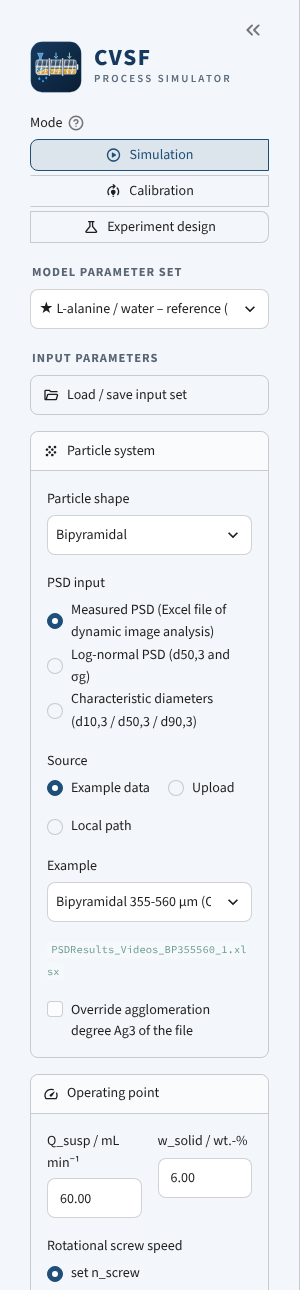 CVSF
PROCESS SIMULATOR
Mode
Simulation
Calibration
Experiment design
MODEL PARAMETER SET
★ L-alanine / water – reference (
INPUT PARAMETERS
Load / save input set
Particle system
Particle shape
Bipyramidal
PSD input
Measured PSD (Excel file of
dynamic image analysis)
Log-normal PSD (d50,3 and
σg)
Characteristic diameters
(d10,3 / d50,3 / d90,3)
Source
Example data
Upload
Local path
Example
Bipyramidal 355-560 µm (C
PSDResults_Videos_BP355560_1.xl
sx
Override agglomeration
degree Ag3 of the file
Operating point
Q_susp / mL
min⁻¹
w_solid / wt.-%
60.00
6.00
Rotational screw speed
set n_screw